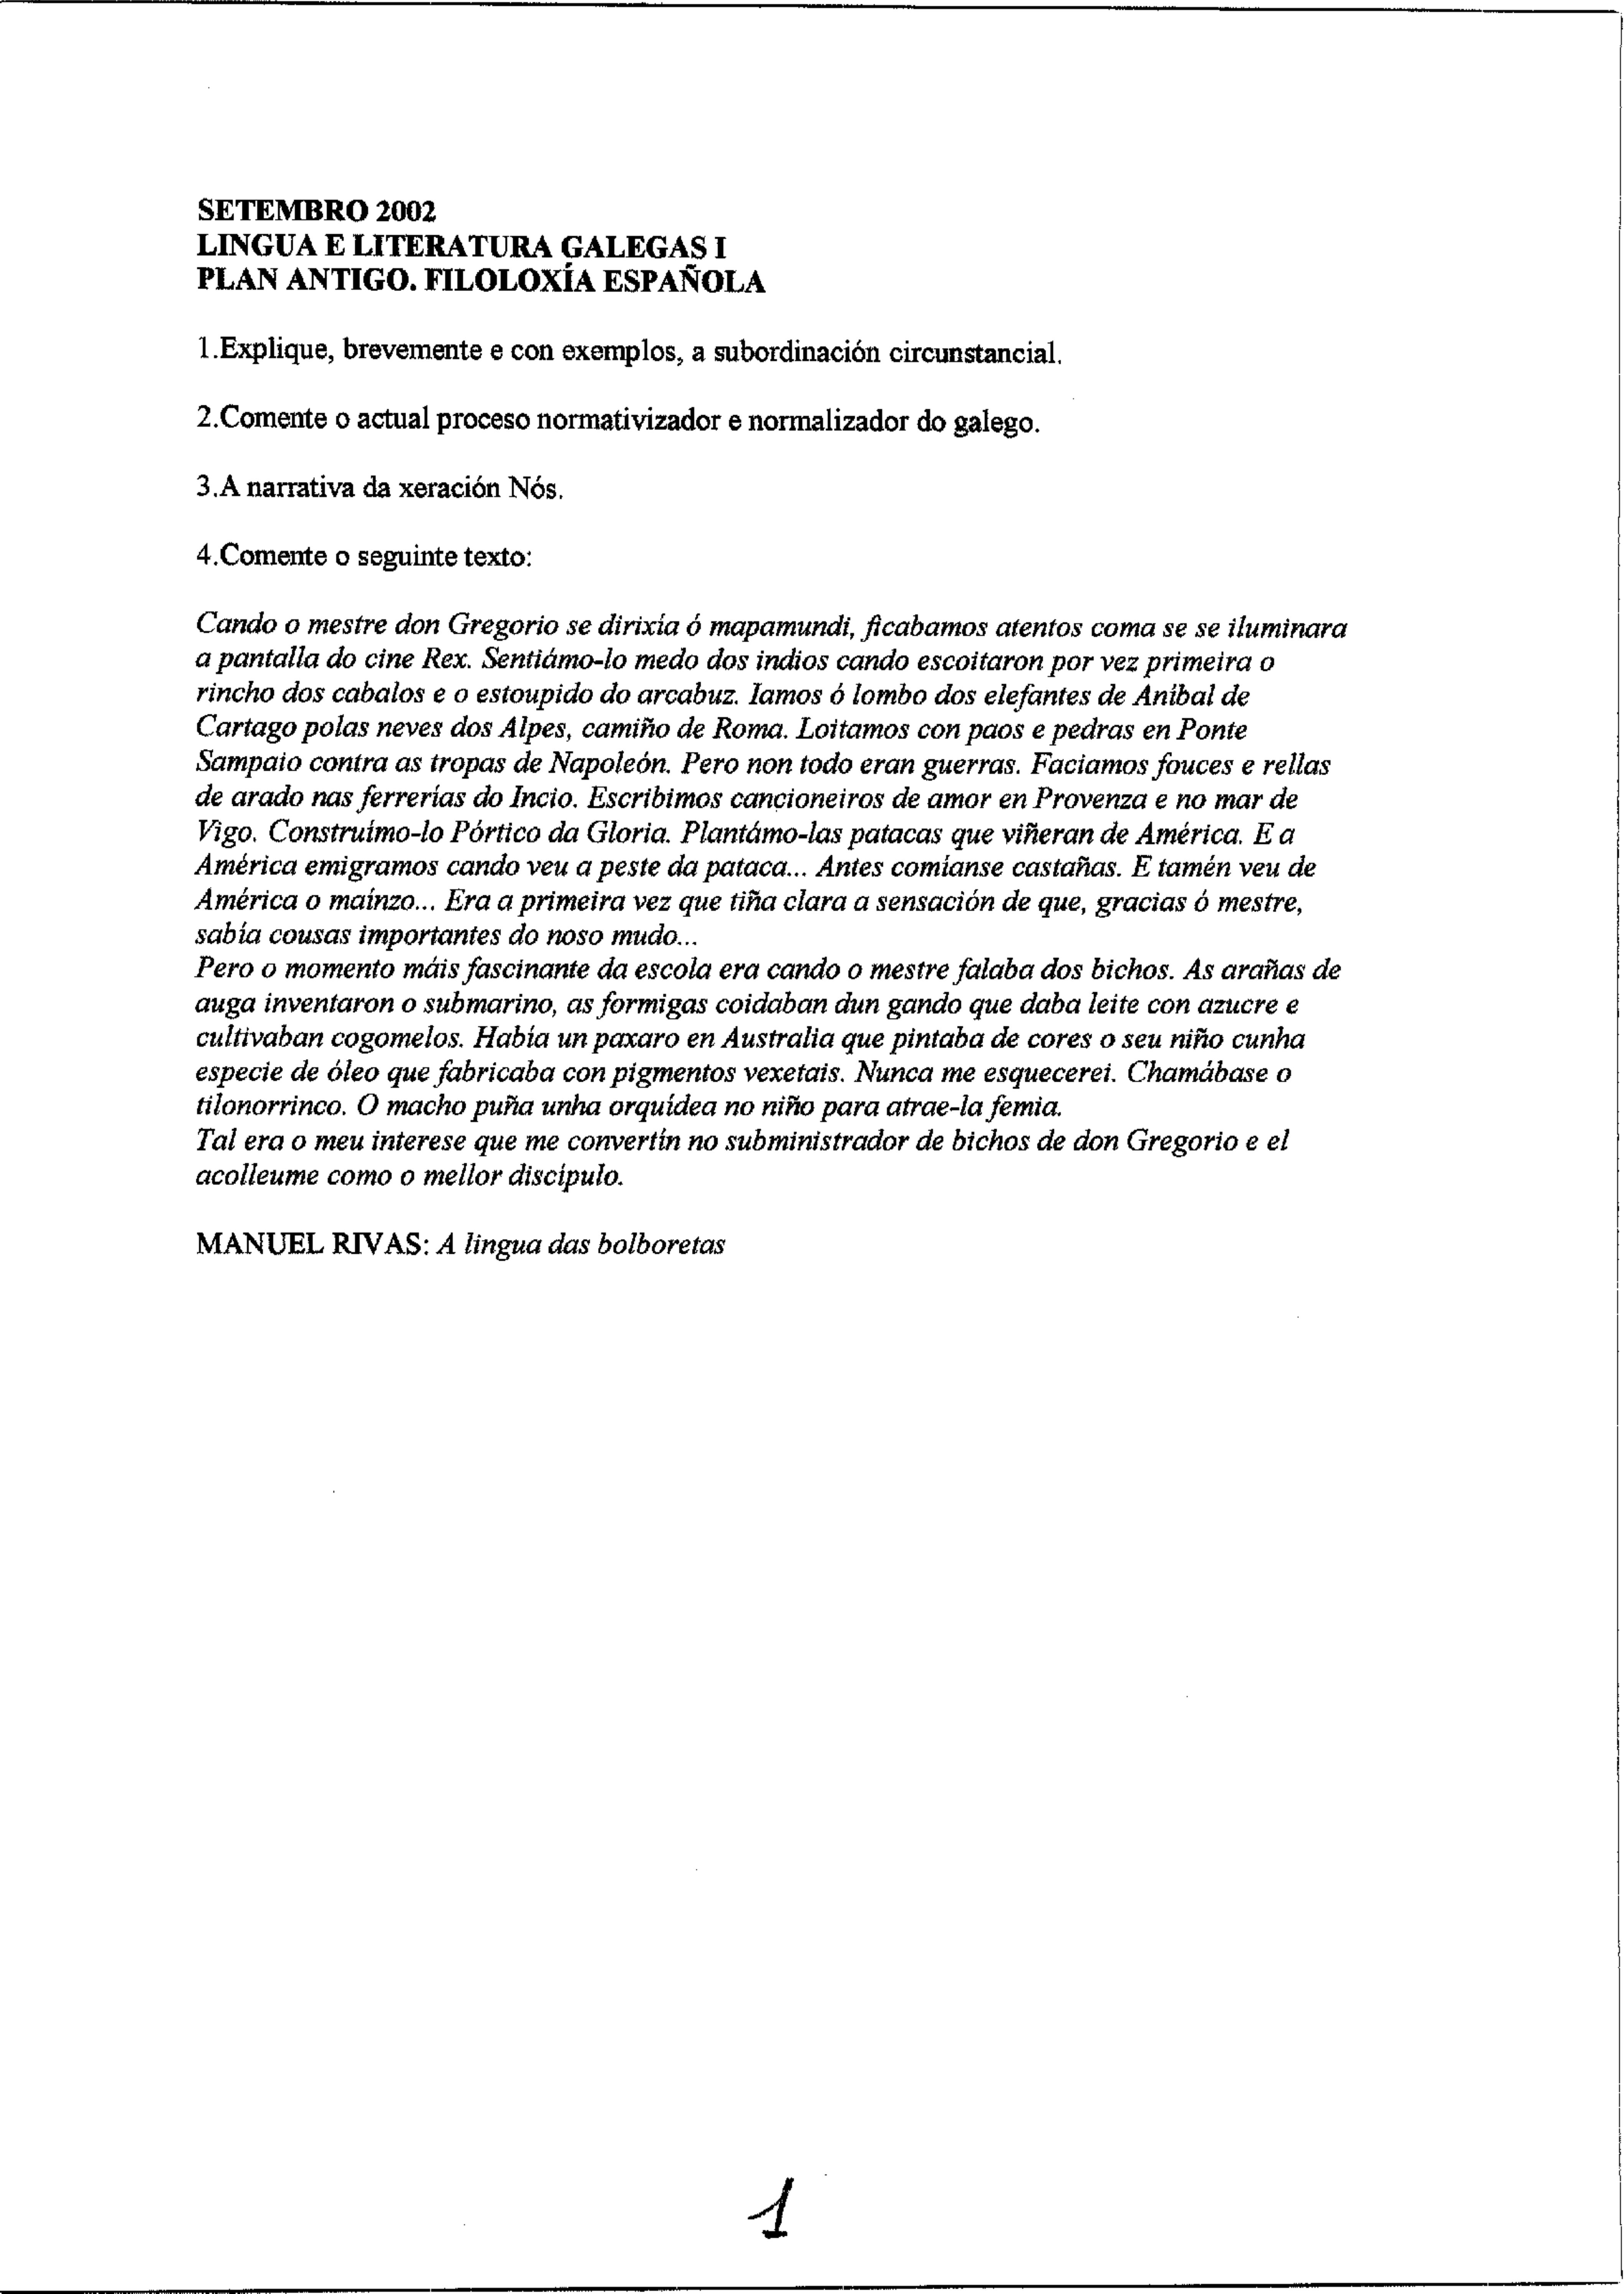 SETEMBRO 2002
LINGUA E LITERATURA GALEGAS I
PLAN ANTIGO. FILOLOXÍA ESPAÑOLA
1.Explique, brevemente e con exemplos, a subordinación circunstancial.
2.Comente o actual proceso normativizador e normalizador do galego.
3.A narrativa da xeración Nós.
4.Comente o seguinte texto:
Cando o mestre don Gregorio se dirixía ó mapamundi, ficabamos atentos coma se se iluminara
a pantalla do cine Rex. Sentiámo-lo medo dos indios cando escoitaron por vez primeira o
rincho dos cabalos e o estoupido do arcabuz. Iamos ó lombo dos elefantes de Aníbal de
Cartago polas neves dos Alpes, camiño de Roma. Loitamos con paos e pedras en Ponte
Sampaio contra as tropas de Napoleón. Pero non todo eran guerras. Faciamos fouces e rellas
de arado nas ferrerías do Incio. Escribimos cancioneiros de amor en Provenza e no mar de
Vigo. Construímo-lo Pórtico da Gloria. Plantámo-las patacas que viñeran de América. E a
América emigramos cando veu a peste da pataca... Antes comíanse castañas. E tamén veu de
América o maínzo... Era a primeira vez que tiña clara a sensación de que, gracias ó mestre,
sabía cousas importantes do noso mudo...
Pero o momento máis fascinante da escola era cando o mestre falaba dos bichos. As arañas de
auga inventaron o submarino, as formigas coidaban dun gando que daba leite con azucre e
cultivaban cogomelos. Había un paxaro en Australia que pintaba de cores o seu niño cunha
especie de óleo que fabricaba con pigmentos vexetais. Nunca me esquecerei. Chamábase o
tilonorrinco. O macho puña unha orquídea no niño para atrae-la femia.
Tal era o meu interese que me convertín no subministrador de bichos de don Gregorio e el
acolleume como o mellor discípulo.
MANUEL RIVAS: A lingua das bolboretas
1